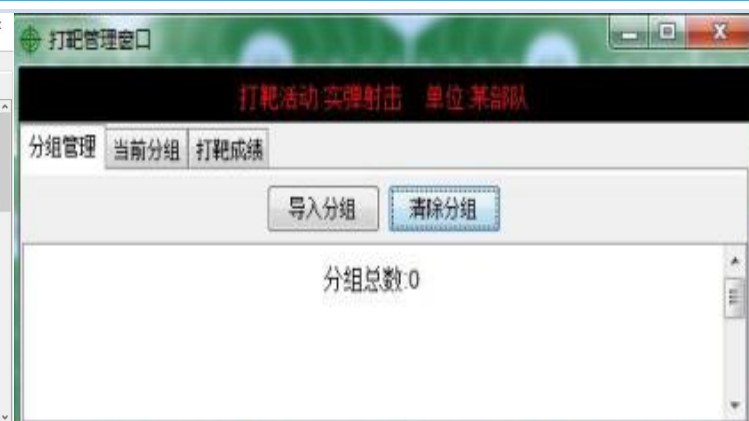 打靶管理窗口
打靶活动:实弹射击 单位:某部队
分组管理 当前分组 打靶成绩
导入分组 清除分组
分组总数:0